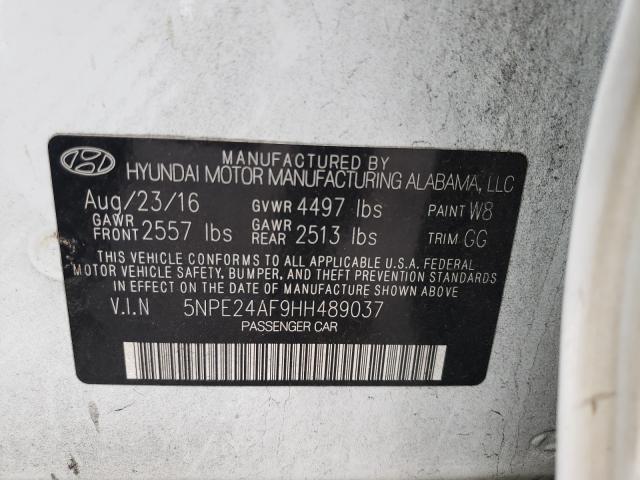 MANUFACTURED BY
HYUNDAI MOTOR MANUFACTURING ALABAMA, LLC
Aug/23/16 GVWR 4497 lbs PAINT W8
GAWR FRONT 2557 lbs GAWR REAR 2513 lbs TRIM GG
THIS VEHICLE CONFORMS TO ALL APPLICABLE U.S.A. FEDERAL
MOTOR VEHICLE SAFETY, BUMPER, AND THEFT PREVENTION STANDARDS
IN EFFECT ON THE DATE OF MANUFACTURE SHOWN ABOVE.
V.I.N 5NPE24AF9HH489037
PASSENGER CAR